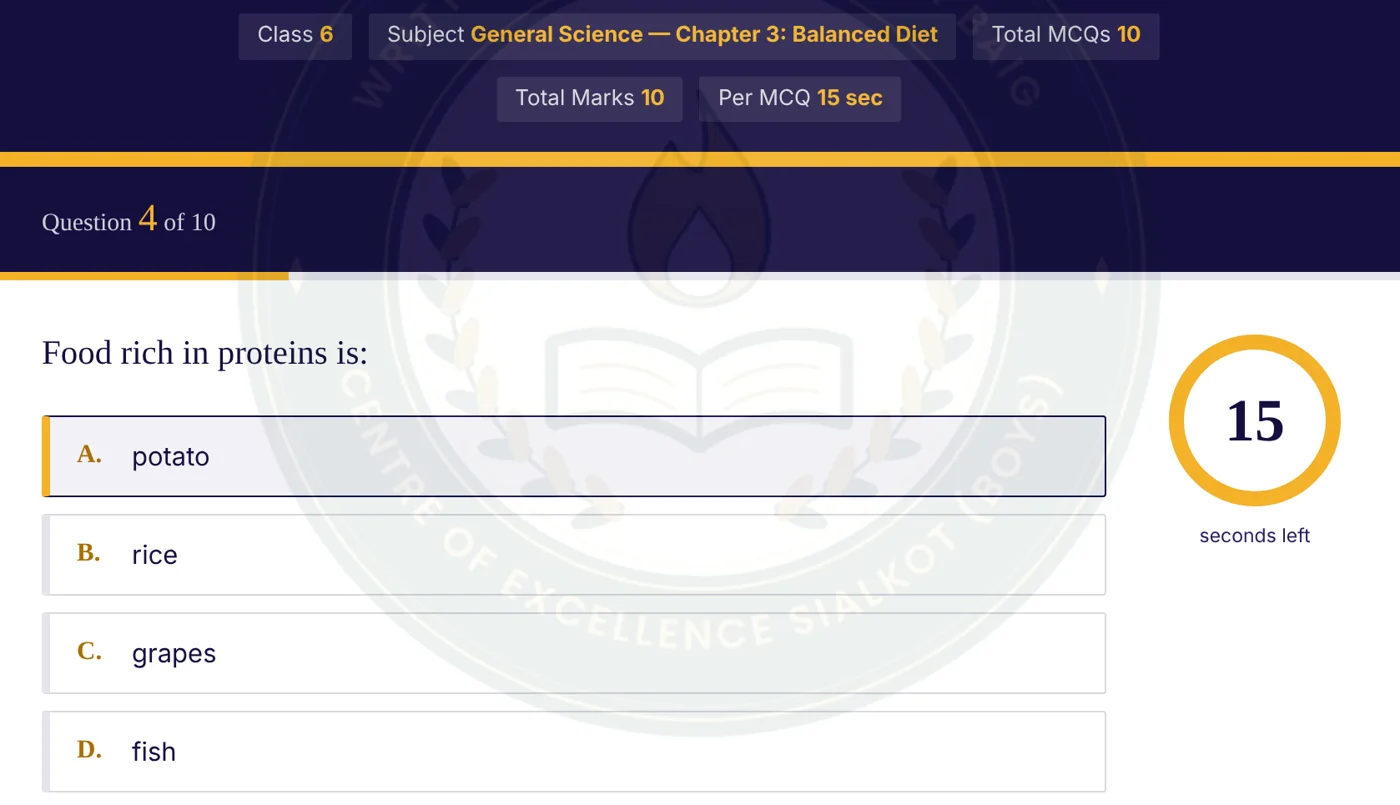 Class 6
Subject General Science — Chapter 3: Balanced Diet
Total MCQs 10
Total Marks 10
Per MCQ 15 sec
Question 4 of 10
Food rich in proteins is:
15
seconds left
A. potato
B. rice
C. grapes
D. fish
CENTRE OF EXCELLENCE SIALKOT (BOYS)